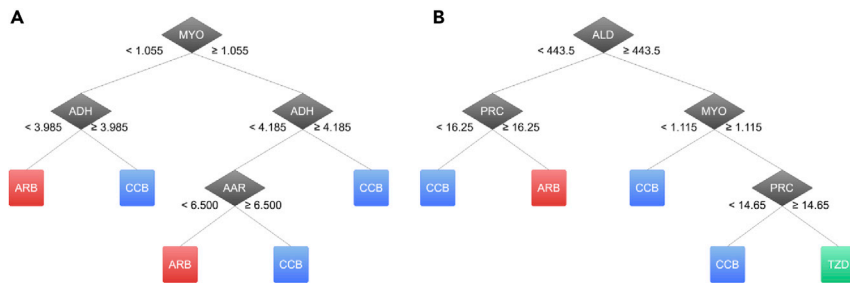 A
MYO
< 1.055 ≥ 1.055
ADH ADH
< 3.985 ≥ 3.985 < 4.185 ≥ 4.185
ARB CCB AAR CCB
< 6.500 ≥ 6.500
ARB CCB
B
ALD
< 443.5 ≥ 443.5
PRC MYO
< 16.25 ≥ 16.25 < 1.115 ≥ 1.115
CCB ARB CCB PRC
< 14.65 ≥ 14.65
CCB TZD